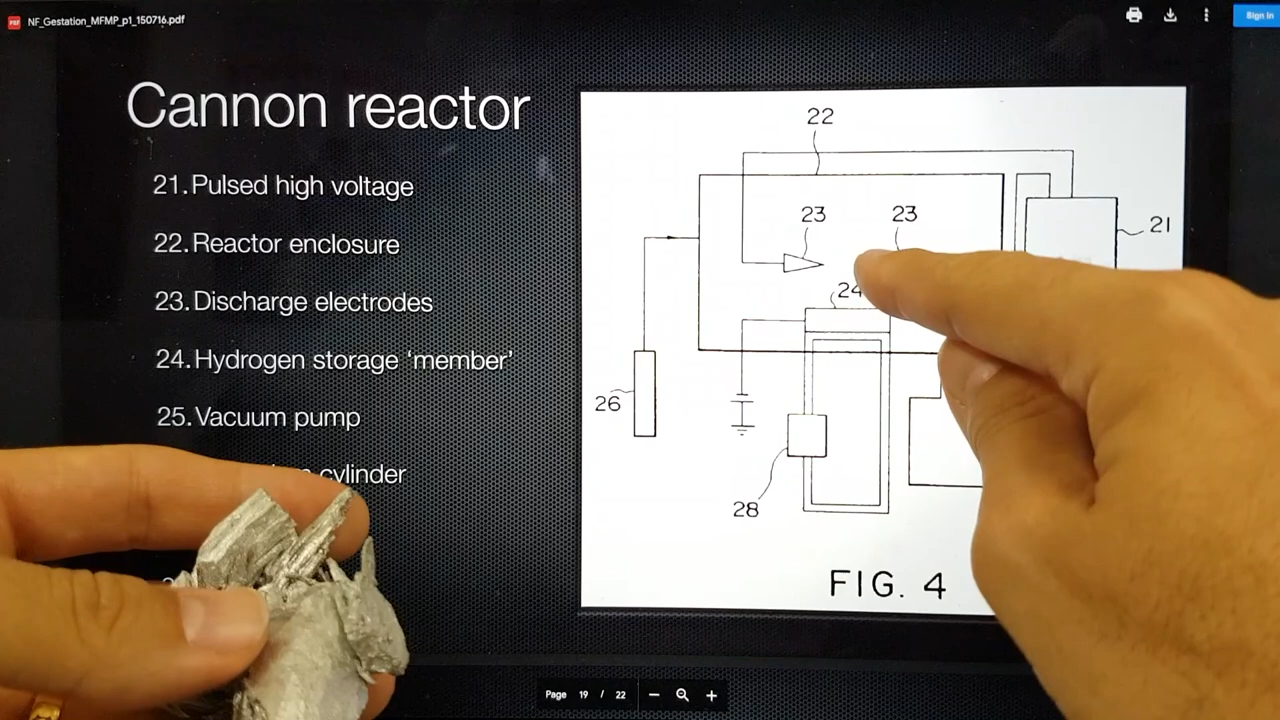 NF_Gestation_MFMP_p1_150716.pdf
Sign in
Cannon reactor
21.Pulsed high voltage
22.Reactor enclosure
23.Discharge electrodes
24.Hydrogen storage 'member'
25.Vacuum pump
cylinder
22
23
23
21
24
26
28
FIG. 4
Page 19 / 22